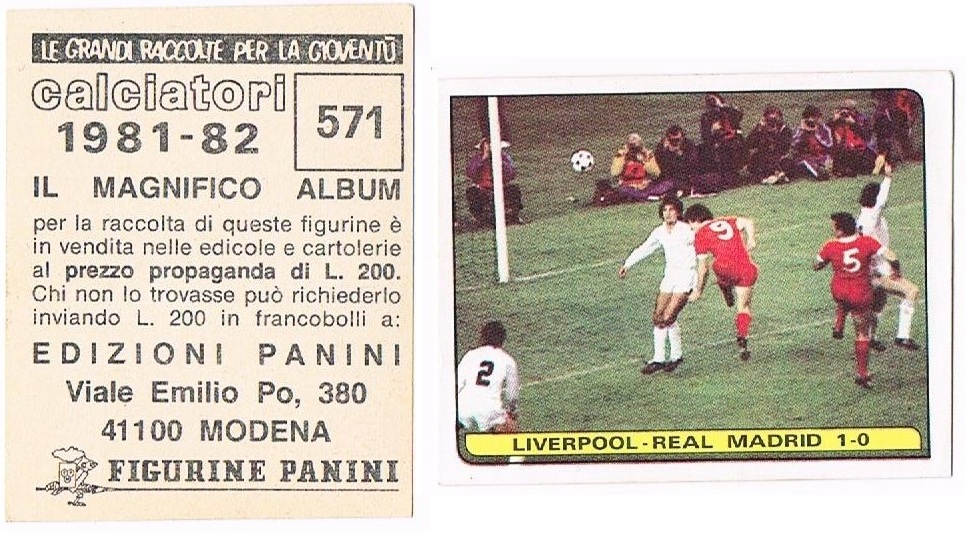 LE GRANDI RACCOLTE PER LA GIOVENTÙ
calciatori
1981-82
571
IL MAGNIFICO ALBUM
per la raccolta di queste figurine è
in vendita nelle edicole e cartolerie
al prezzo propaganda di L. 200.
Chi non lo trovasse può richiederlo
inviando L. 200 in francobolli a:
EDIZIONI PANINI
Viale Emilio Po, 380
41100 MODENA
FIGURINE PANINI
9
5
2
LIVERPOOL-REAL MADRID 1-0